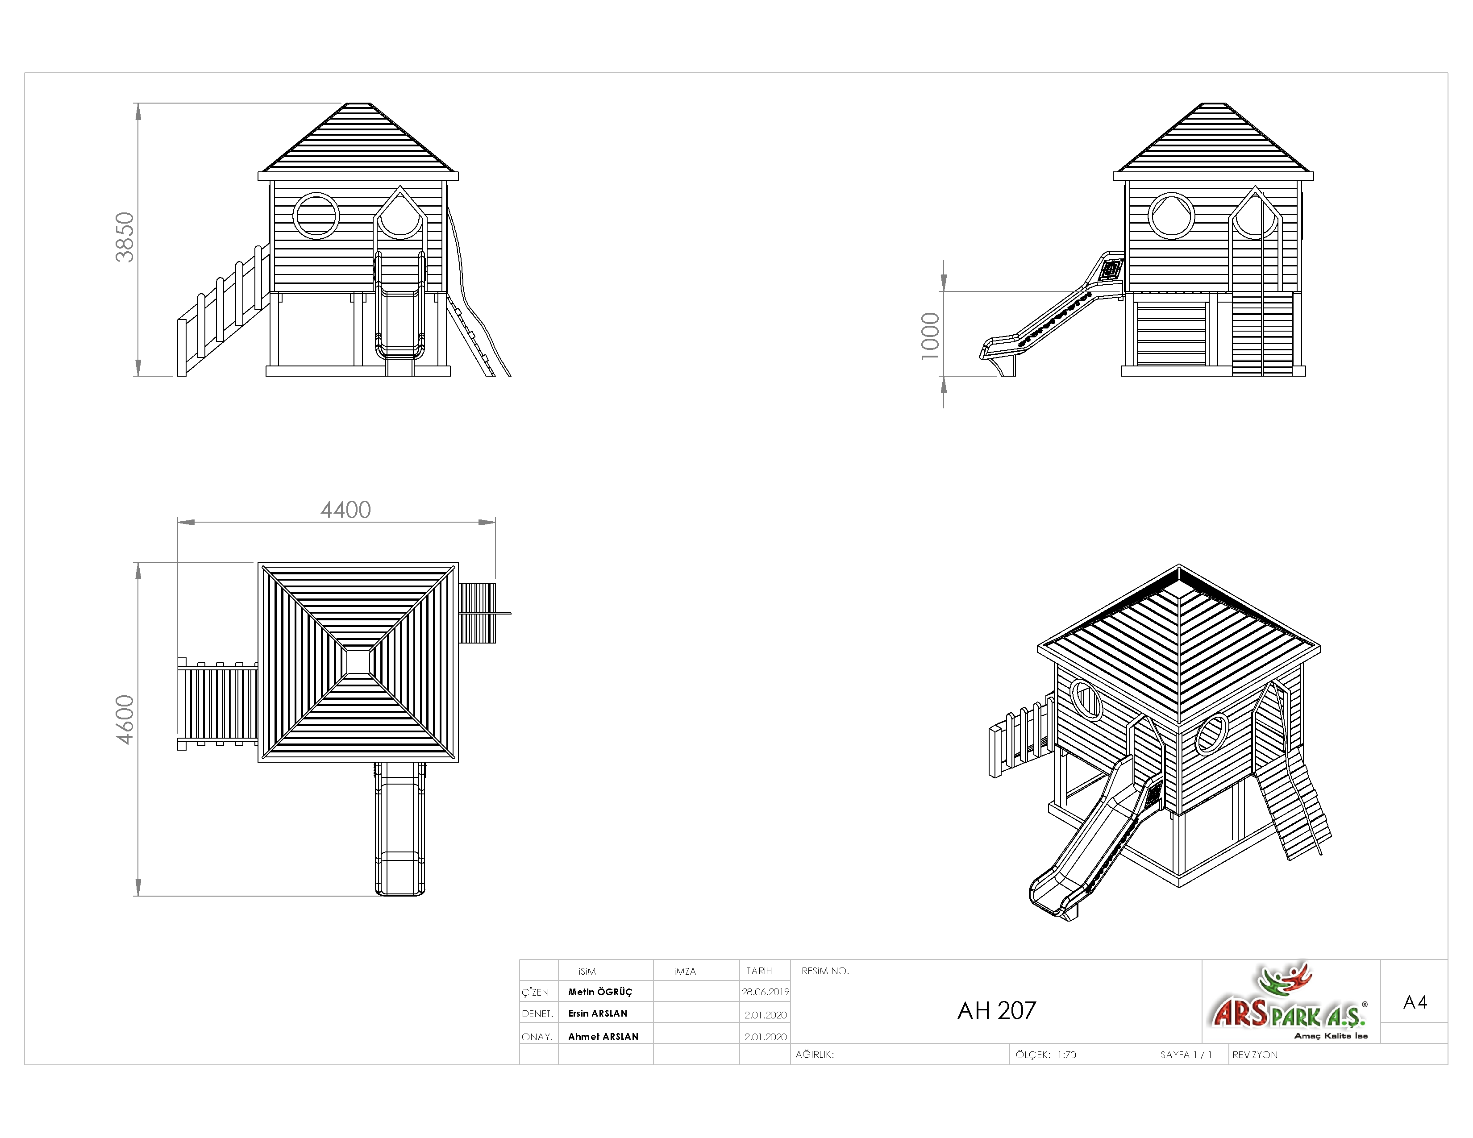 3850
1000
4400
4600
İSİM İMZA TARİH RESİM NO.
ÇİZEN. Metin ÖGRÜÇ 28.06.2019
DENET. Ersin ARSLAN 2.01.2020
ONAY. Ahmet ARSLAN 2.01.2020
AH 207
ARSPARK A.Ş.®
Amaç Kalite İse
A4
AĞIRLIK: ÖLÇEK: 1:70 SAYFA 1 / 1 REVİZYON